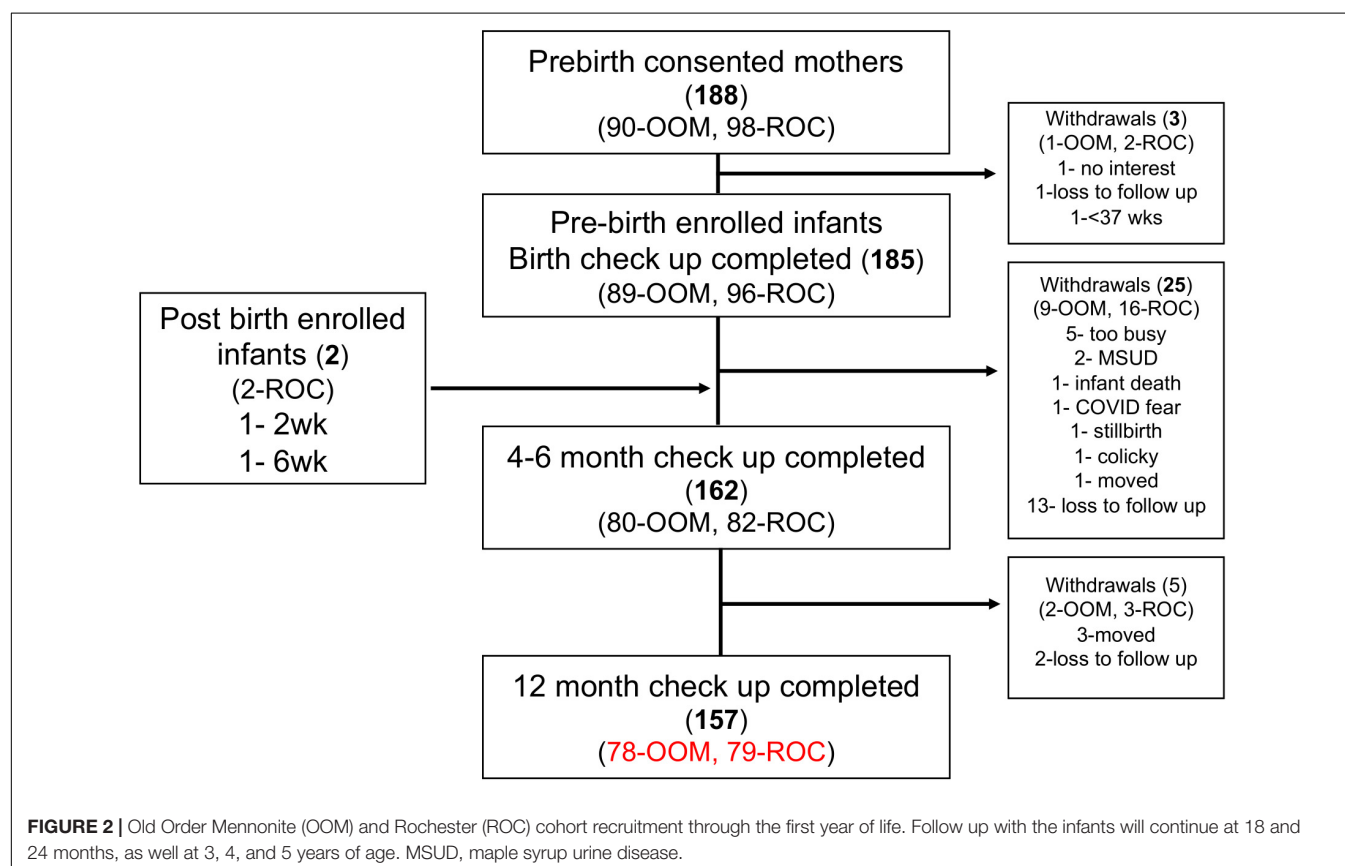 Prebirth consented mothers
(188)
(90-OOM, 98-ROC)
Withdrawals (3)
(1-OOM, 2-ROC)
1- no interest
1-loss to follow up
1-<37 wks
Pre-birth enrolled infants
Birth check up completed (185)
(89-OOM, 96-ROC)
Post birth enrolled
infants (2)
(2-ROC)
1- 2wk
1- 6wk
Withdrawals (25)
(9-OOM, 16-ROC)
5- too busy
2- MSUD
1- infant death
1- COVID fear
1- stillbirth
1- colicky
1- moved
13- loss to follow up
4-6 month check up completed
(162)
(80-OOM, 82-ROC)
Withdrawals (5)
(2-OOM, 3-ROC)
3-moved
2-loss to follow up
12 month check up completed
(157)
(78-OOM, 79-ROC)
FIGURE 2 | Old Order Mennonite (OOM) and Rochester (ROC) cohort recruitment through the first year of life. Follow up with the infants will continue at 18 and
24 months, as well at 3, 4, and 5 years of age. MSUD, maple syrup urine disease.